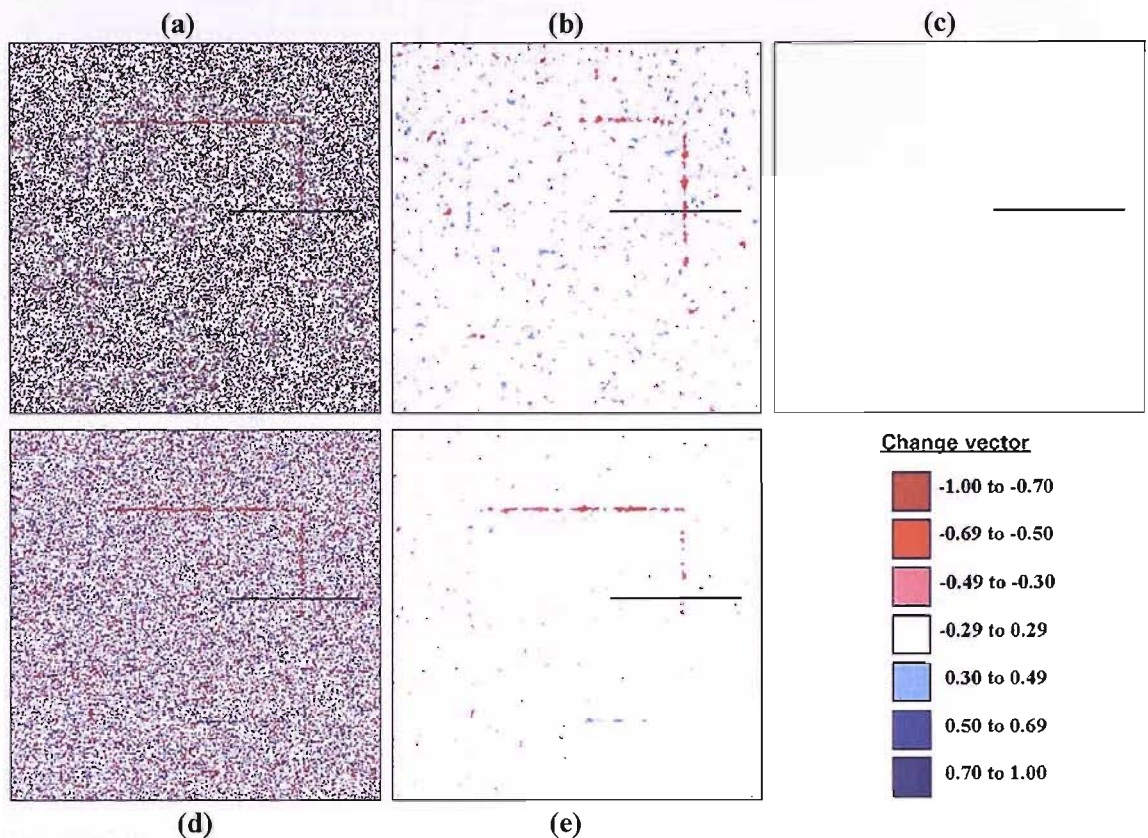 (a)
(b)
(c)
Change vector
-1.00 to -0.70
-0.69 to -0.50
-0.49 to -0.30
-0.29 to 0.29
0.30 to 0.49
0.50 to 0.69
0.70 to 1.00
(d)
(e)